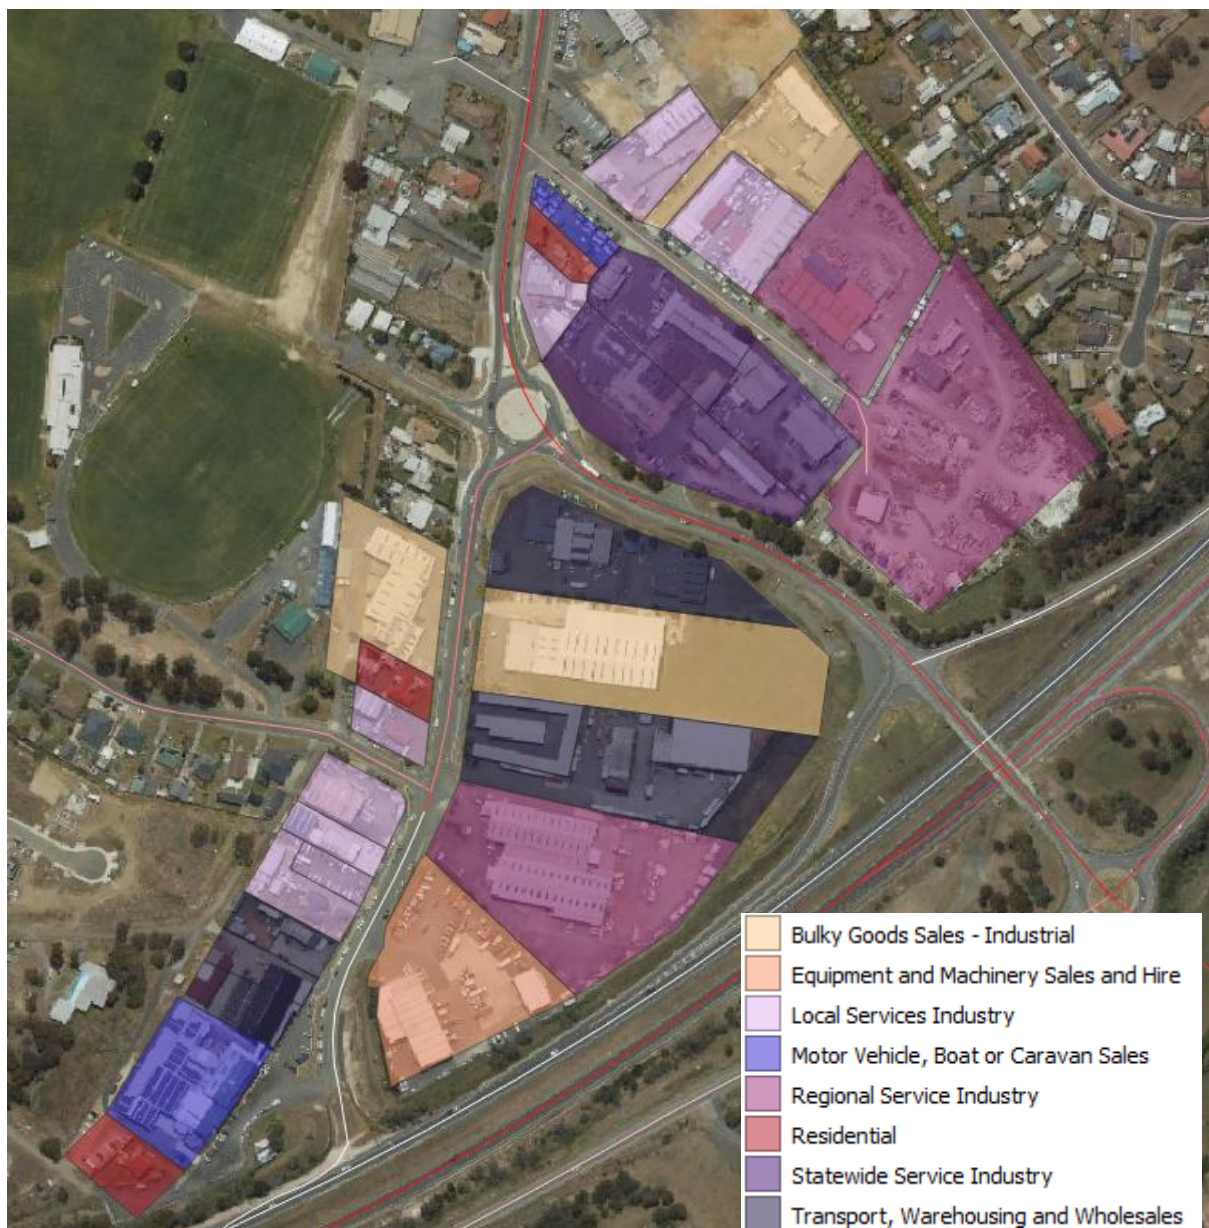 Bulky Goods Sales - Industrial
Equipment and Machinery Sales and Hire
Local Services Industry
Motor Vehicle, Boat or Caravan Sales
Regional Service Industry
Residential
Statewide Service Industry
Transport, Warehousing and Wholesales